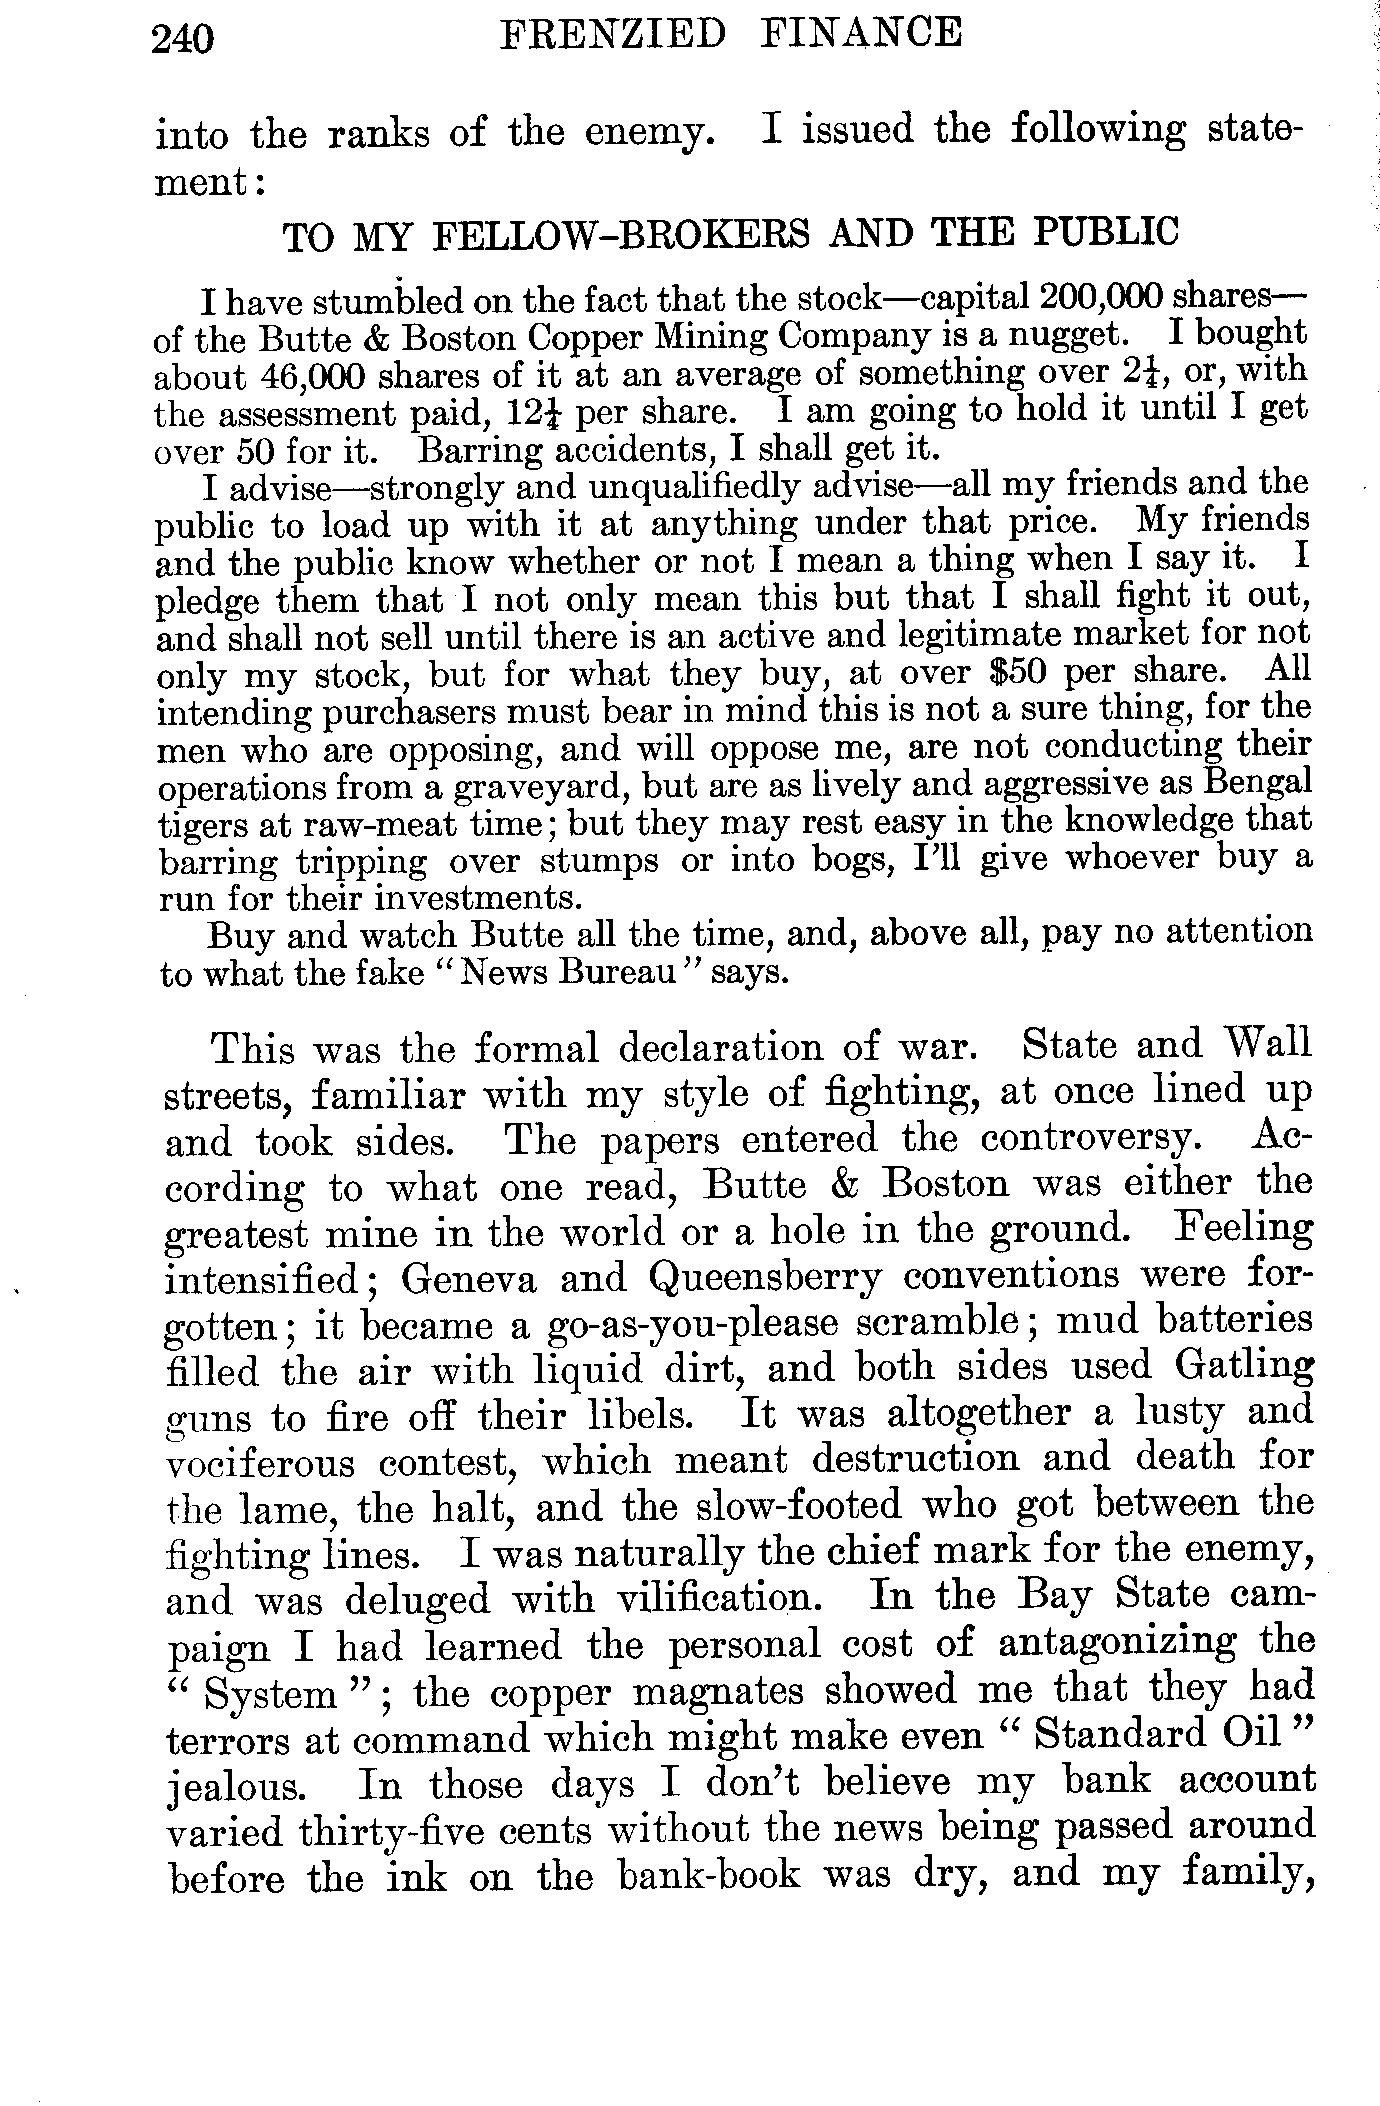 240 FRENZIED FINANCE
into the ranks of the enemy. I issued the following state-
ment:
TO MY FELLOW-BROKERS AND THE PUBLIC
I have stumbled on the fact that the stock—capital 200,000 shares—
of the Butte & Boston Copper Mining Company is a nugget. I bought
about 46,000 shares of it at an average of something over 2¼, or, with
the assessment paid, 12¼ per share. I am going to hold it until I get
over 50 for it. Barring accidents, I shall get it.
I advise—strongly and unqualifiedly advise—all my friends and the
public to load up with it at anything under that price. My friends
and the public know whether or not I mean a thing when I say it. I
pledge them that I not only mean this but that I shall fight it out,
and shall not sell until there is an active and legitimate market for not
only my stock, but for what they buy, at over $50 per share. All
intending purchasers must bear in mind this is not a sure thing, for the
men who are opposing, and will oppose me, are not conducting their
operations from a graveyard, but are as lively and aggressive as Bengal
tigers at raw-meat time; but they may rest easy in the knowledge that
barring tripping over stumps or into bogs, I'll give whoever buy a
run for their investments.
Buy and watch Butte all the time, and, above all, pay no attention
to what the fake "News Bureau" says.
This was the formal declaration of war. State and Wall
streets, familiar with my style of fighting, at once lined up
and took sides. The papers entered the controversy. Ac-
cording to what one read, Butte & Boston was either the
greatest mine in the world or a hole in the ground. Feeling
intensified; Geneva and Queensberry conventions were for-
gotten; it became a go-as-you-please scramble; mud batteries
filled the air with liquid dirt, and both sides used Gatling
guns to fire off their libels. It was altogether a lusty and
vociferous contest, which meant destruction and death for
the lame, the halt, and the slow-footed who got between the
fighting lines. I was naturally the chief mark for the enemy,
and was deluged with vilification. In the Bay State cam-
paign I had learned the personal cost of antagonizing the
"System"; the copper magnates showed me that they had
terrors at command which might make even "Standard Oil"
jealous. In those days I don't believe my bank account
varied thirty-five cents without the news being passed around
before the ink on the bank-book was dry, and my family,